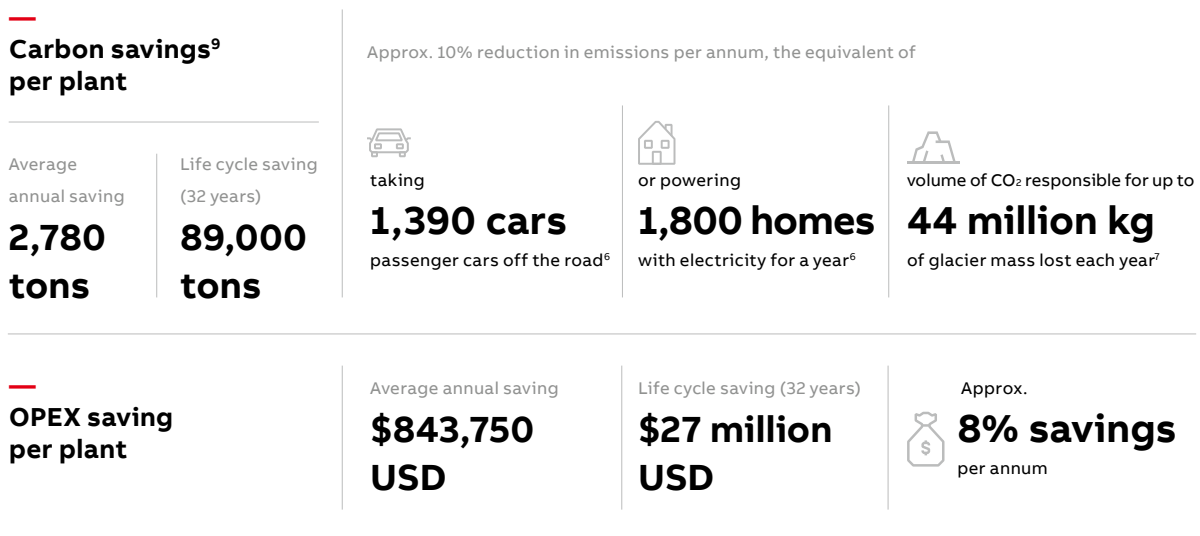 Carbon savings⁹
per plant
Average
annual saving
2,780
tons
Life cycle saving
(32 years)
89,000
tons
Approx. 10% reduction in emissions per annum, the equivalent of
taking
1,390 cars
passenger cars off the road⁶
or powering
1,800 homes
with electricity for a year⁶
volume of CO₂ responsible for up to
44 million kg
of glacier mass lost each year⁷
OPEX saving
per plant
Average annual saving
$843,750
USD
Life cycle saving (32 years)
$27 million
USD
Approx.
$
8% savings
per annum